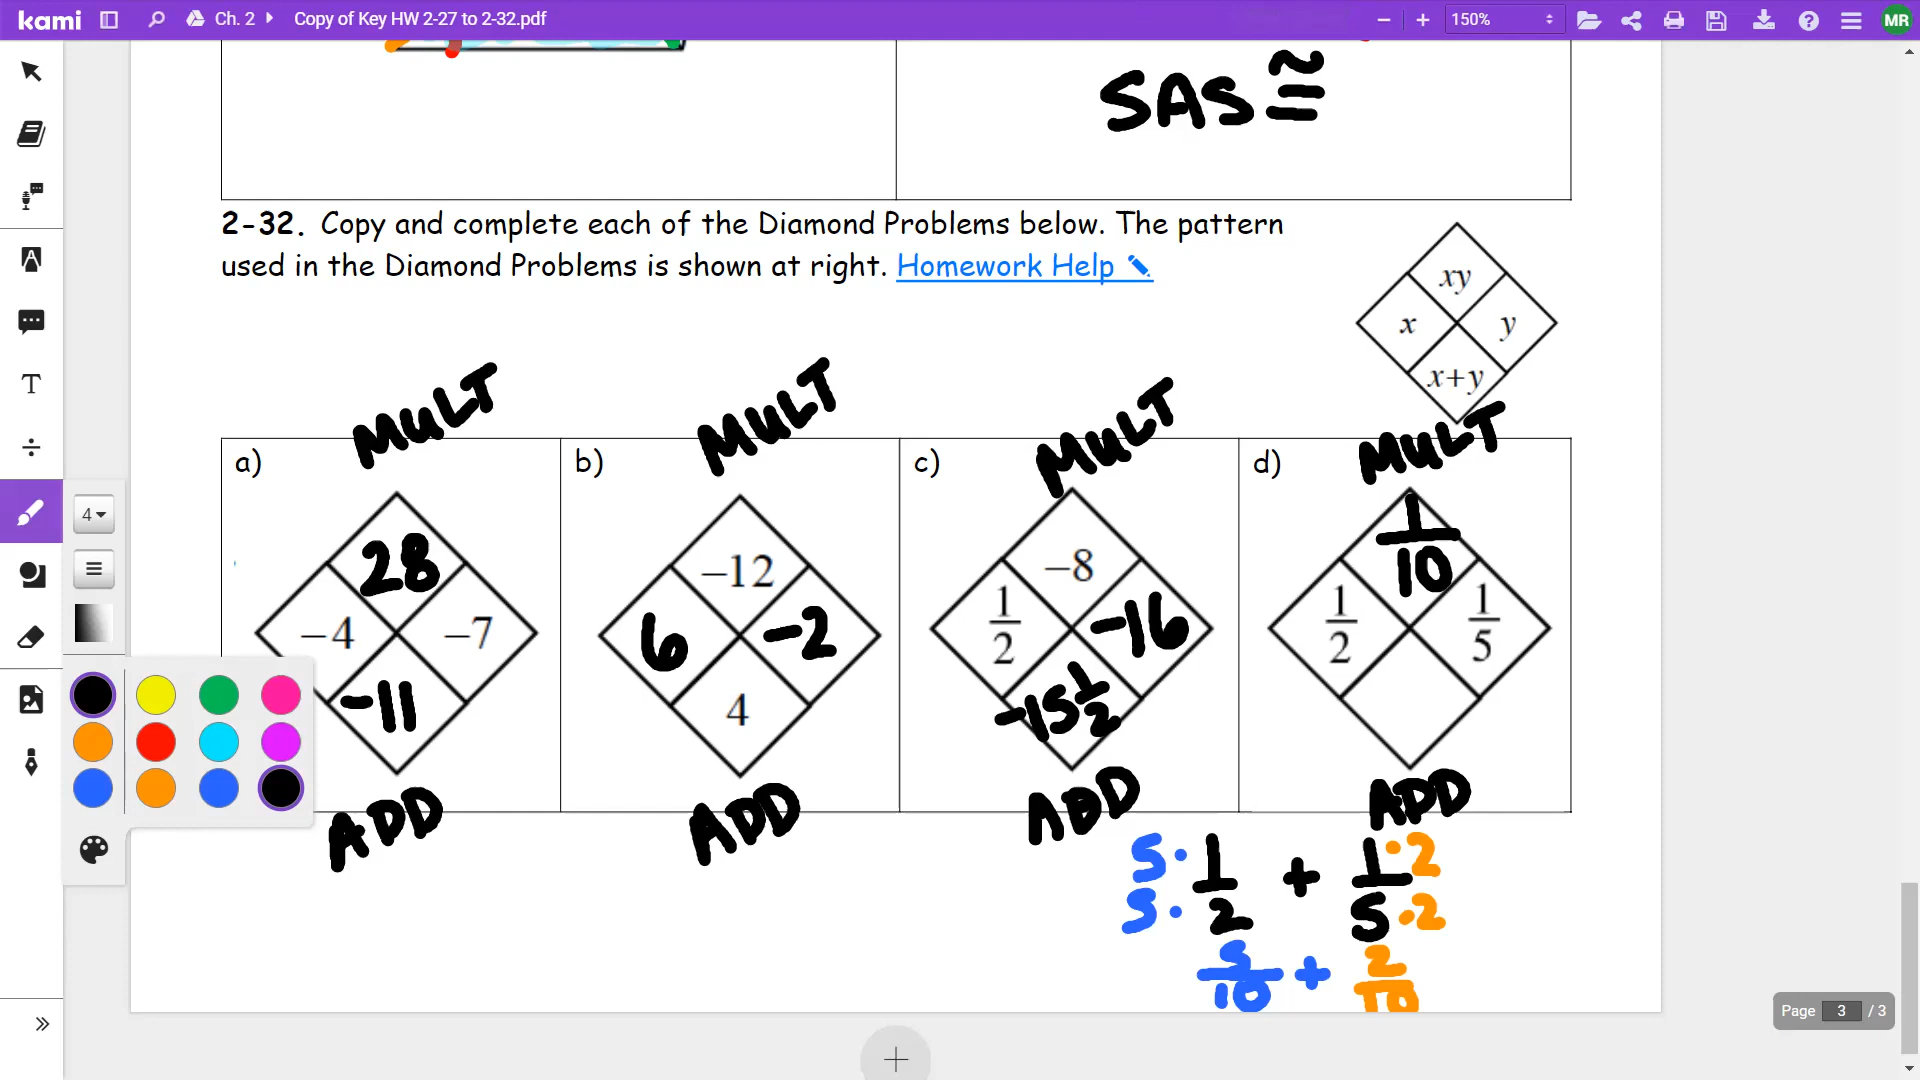 kami Ch. 2 Copy of Key HW 2-27 to 2-32.pdf 150% MR
SAS ≅
2-32. Copy and complete each of the Diamond Problems below. The pattern
used in the Diamond Problems is shown at right. Homework Help
xy
x y
x+y
MULT MULT MULT MULT
a) b) c) d)
28 -12 -8 1/10
-4 -7 6 -2 1/2 -16 1/2 1/5
-11 4 -15 1/2
ADD ADD ADD ADD
5/5 · 1/2 + 1/5 · 2/2
5/10 + 2/10
4
T
Page 3 / 3